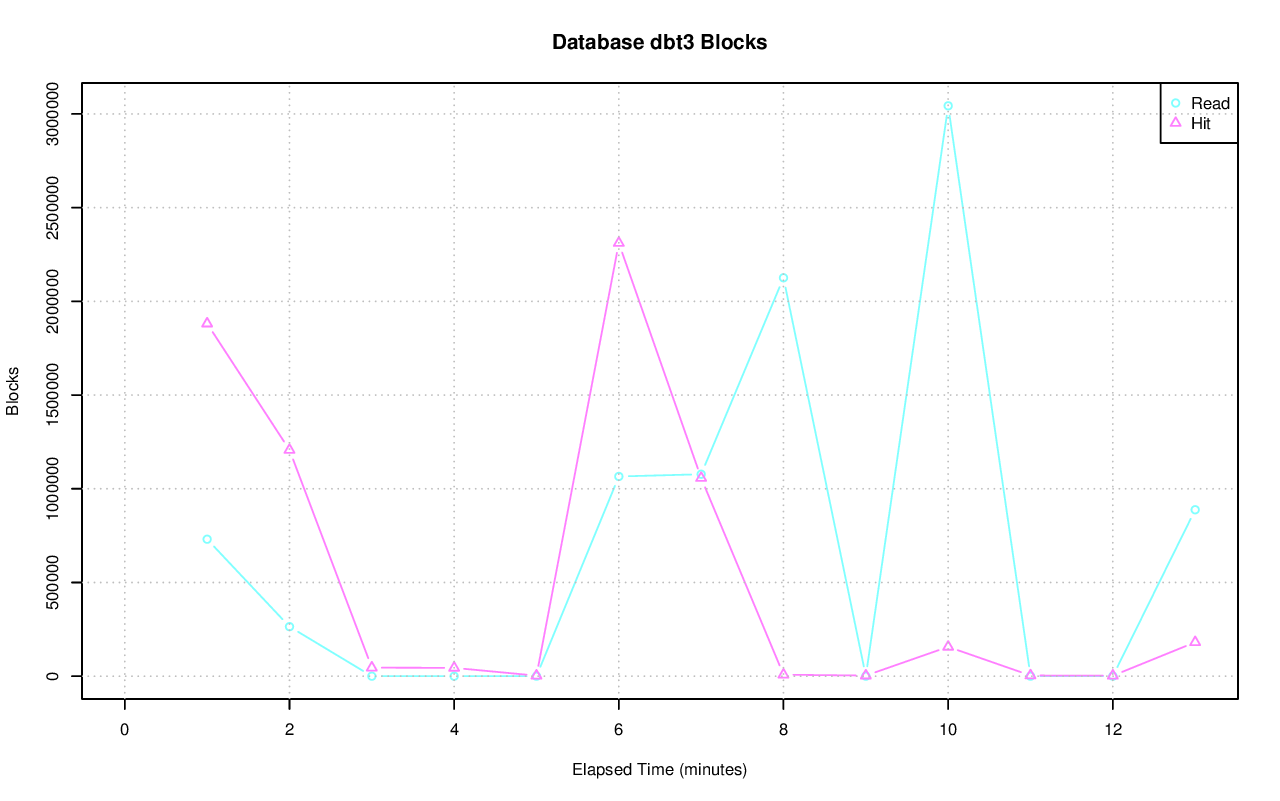 Database dbt3 Blocks
Read
Hit
3000000
2500000
2000000
1500000
1000000
500000
0
Blocks
0 2 4 6 8 10 12
Elapsed Time (minutes)